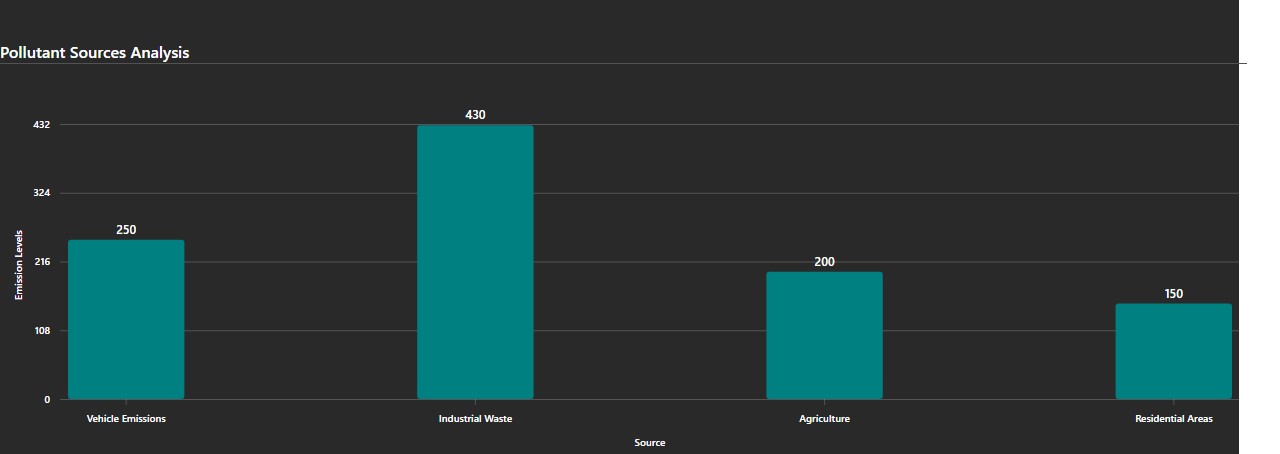 Pollutant Sources Analysis
430
432
324
250
216
200
150
108
0
Emission Levels
Vehicle Emissions
Industrial Waste
Agriculture
Residential Areas
Source